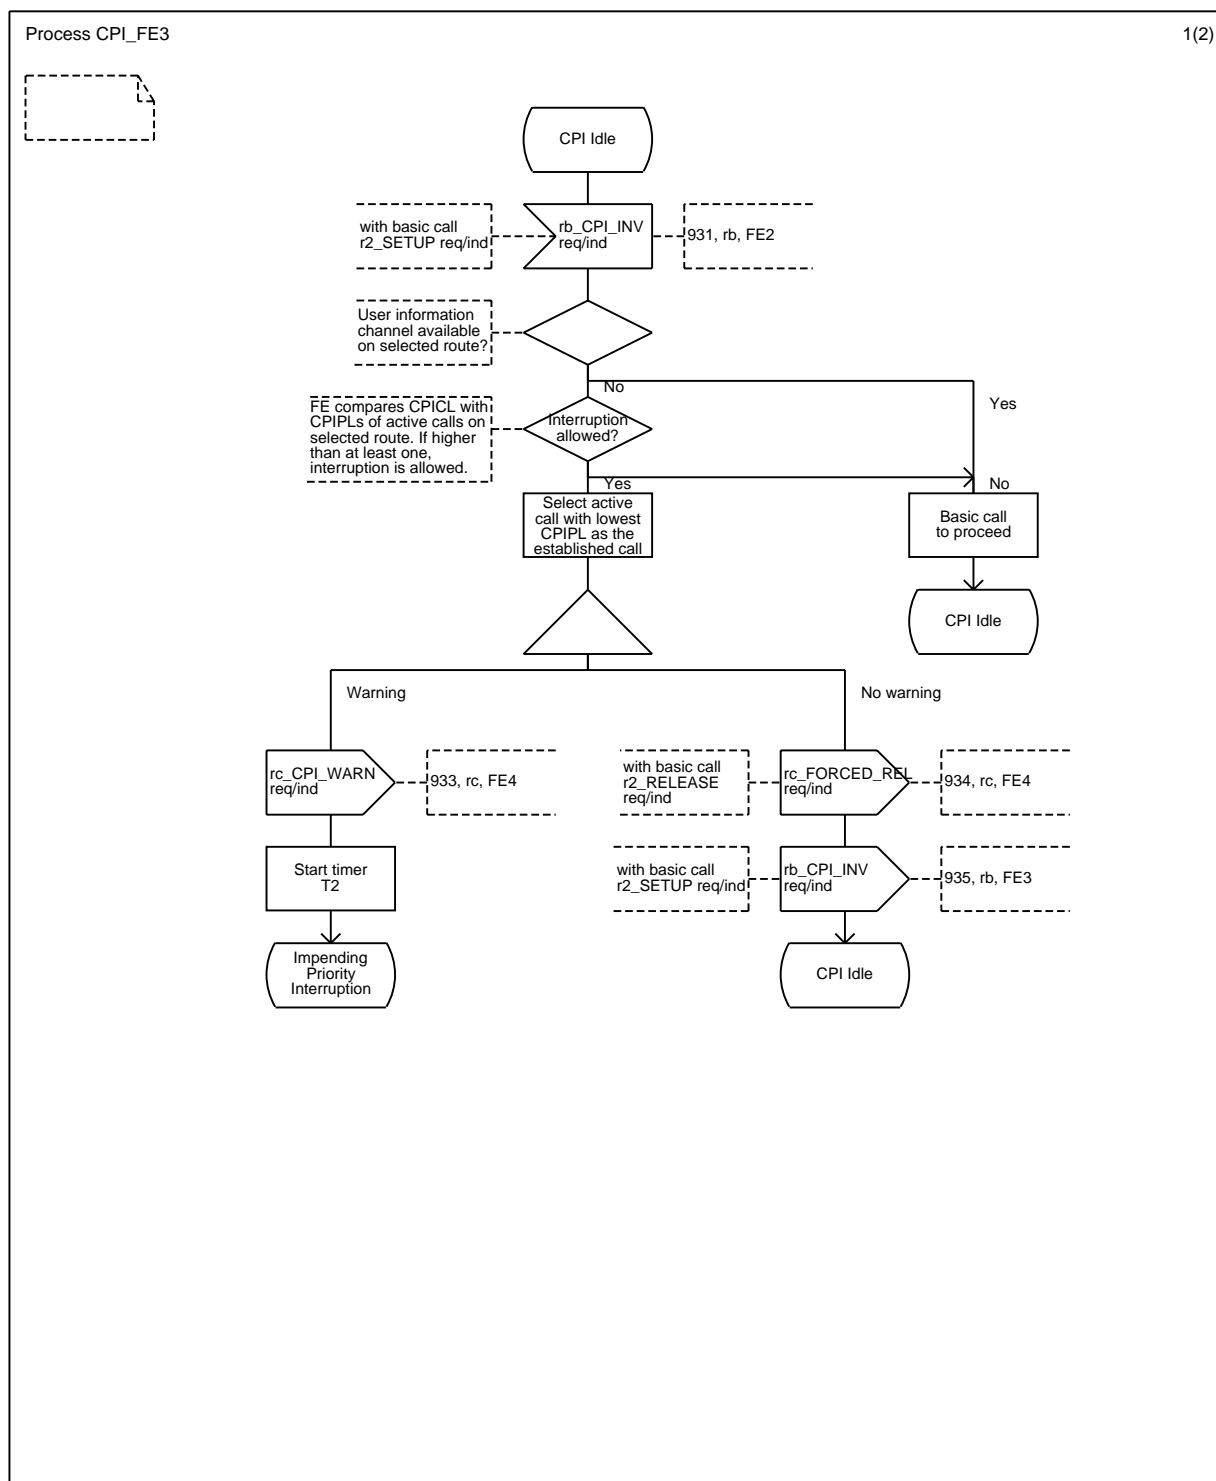 Process CPI_FE3
1(2)
CPI Idle
with basic call
r2_SETUP req/ind
rb_CPI_INV
req/ind
931, rb, FE2
User information
channel available
on selected route?
No
Yes
FE compares CPICL with
CPIPLs of active calls on
selected route. If higher
than at least one,
interruption is allowed.
Interruption
allowed?
Yes
No
Select active
call with lowest
CPIPL as the
established call
Basic call
to proceed
CPI Idle
Warning
No warning
rc_CPI_WARN
req/ind
933, rc, FE4
with basic call
r2_RELEASE
req/ind
rc_FORCED_REL
req/ind
934, rc, FE4
Start timer
T2
with basic call
r2_SETUP req/ind
rb_CPI_INV
req/ind
935, rb, FE3
Impending
Priority
Interruption
CPI Idle